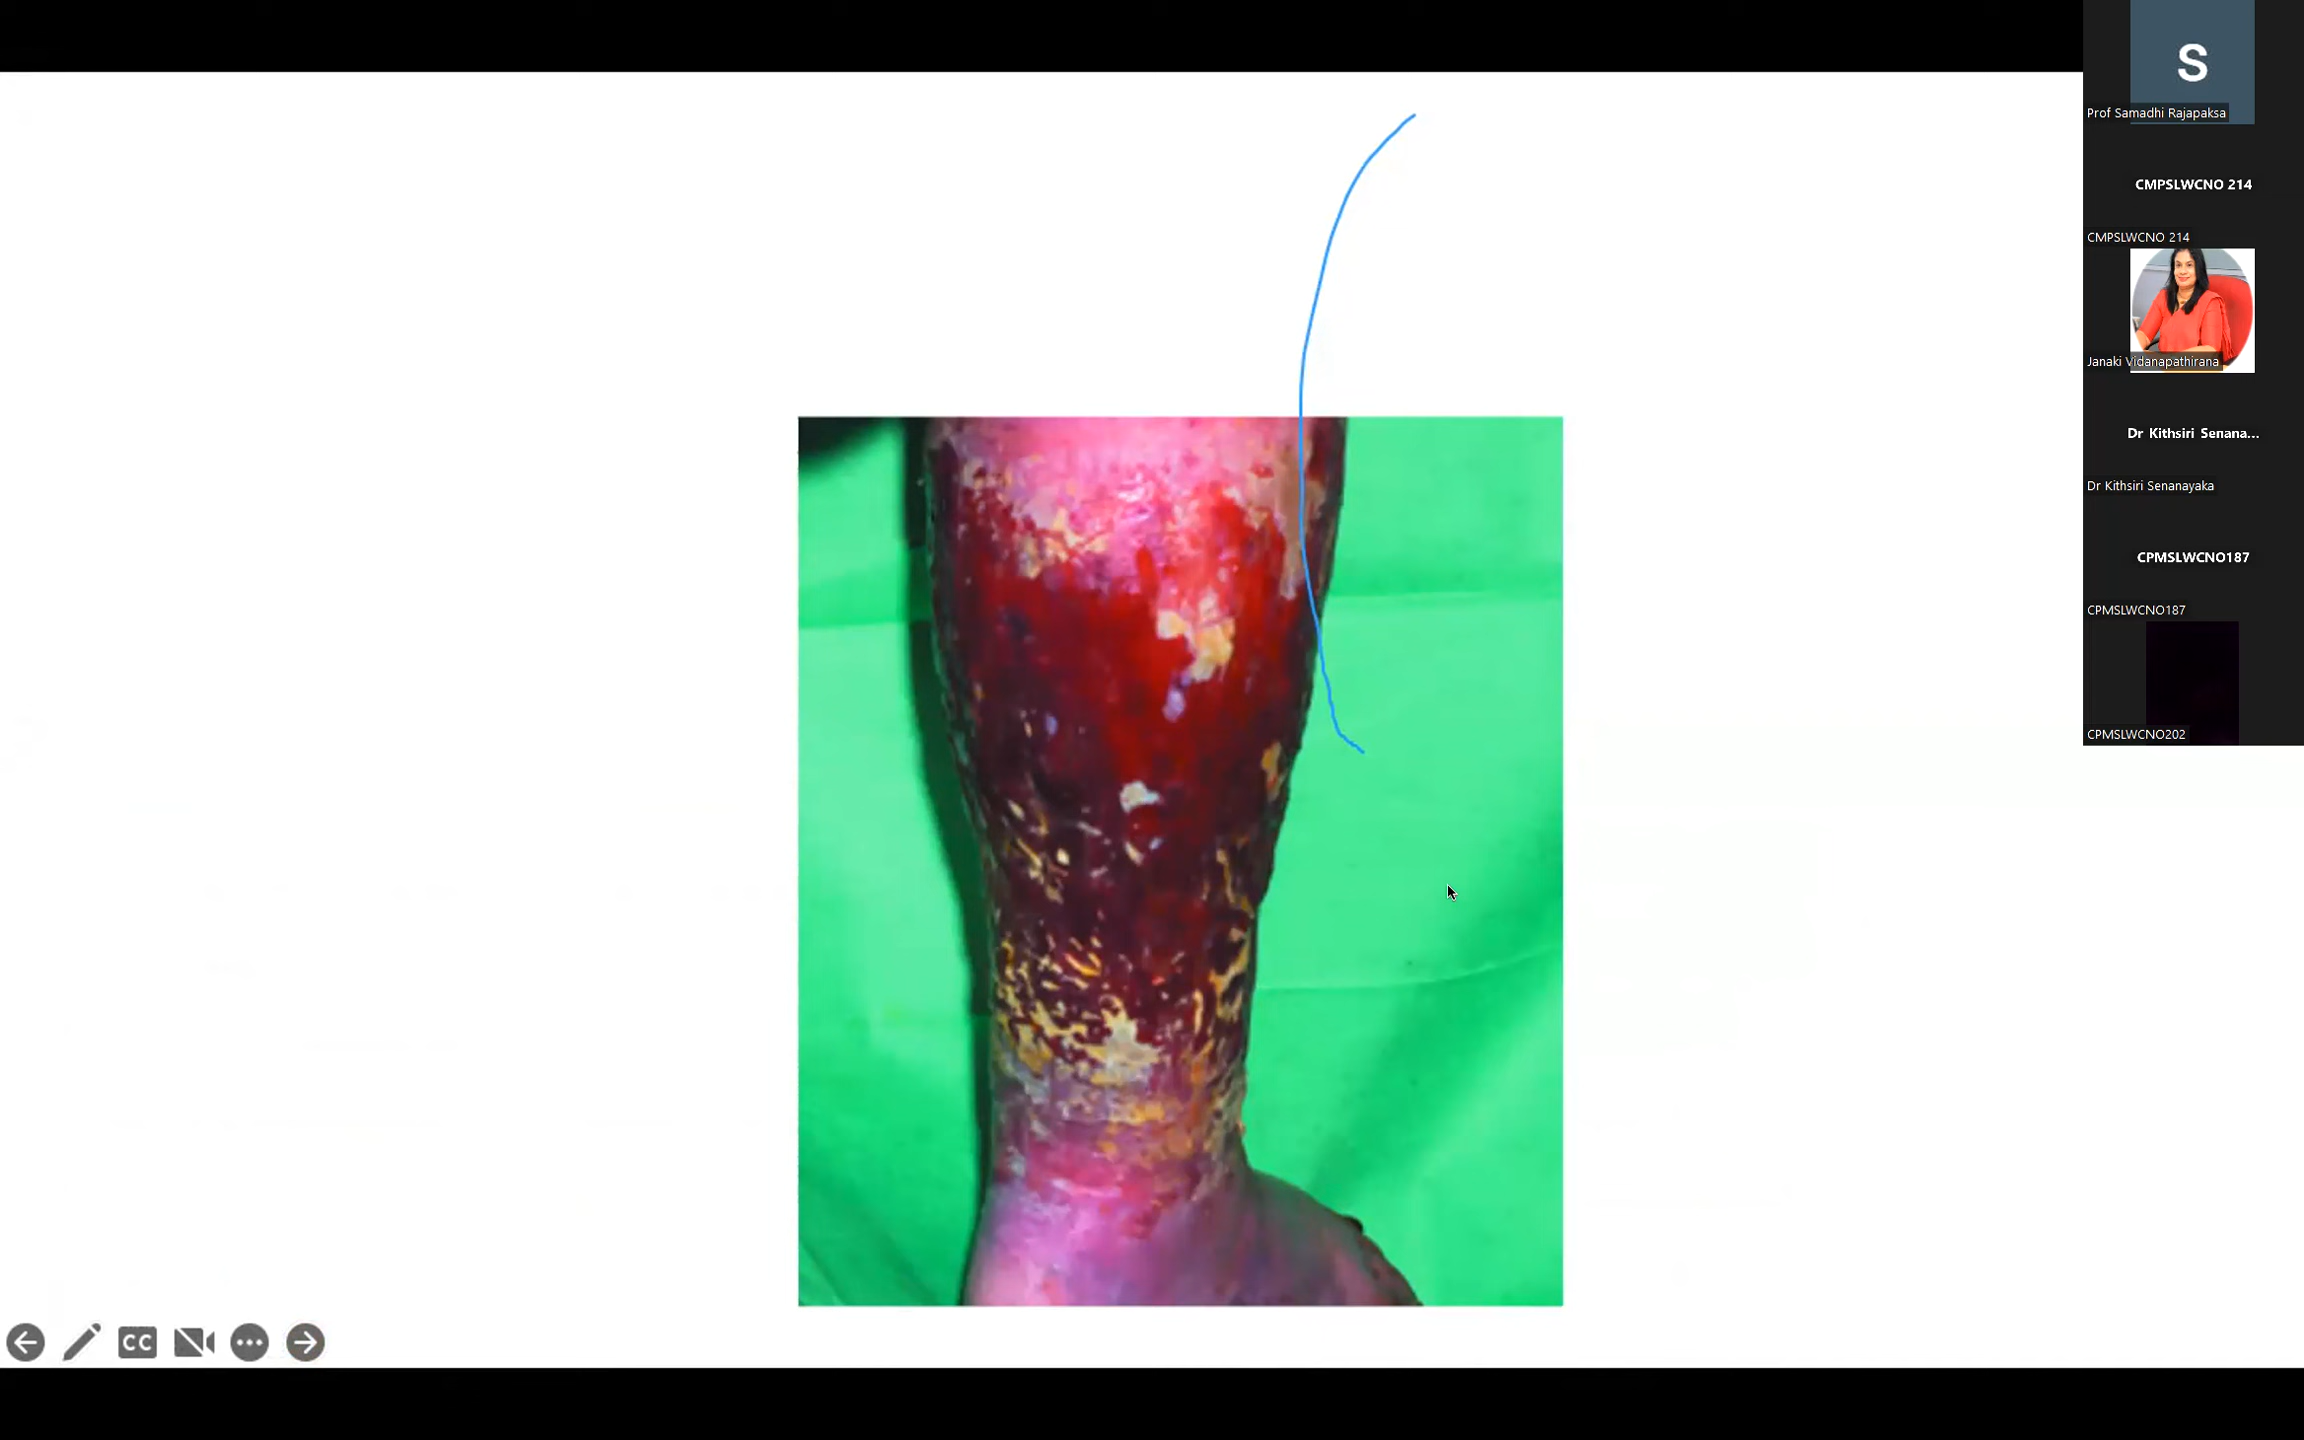 S
Prof Samadhi Rajapaksa
CMPSLWCNO 214
CMPSLWCNO 214
Janaki Vidanapathirana
Dr Kithsiri Senana...
Dr Kithsiri Senanayaka
CPMSLWCNO187
CPMSLWCNO187
CPMSLWCNO202
CC